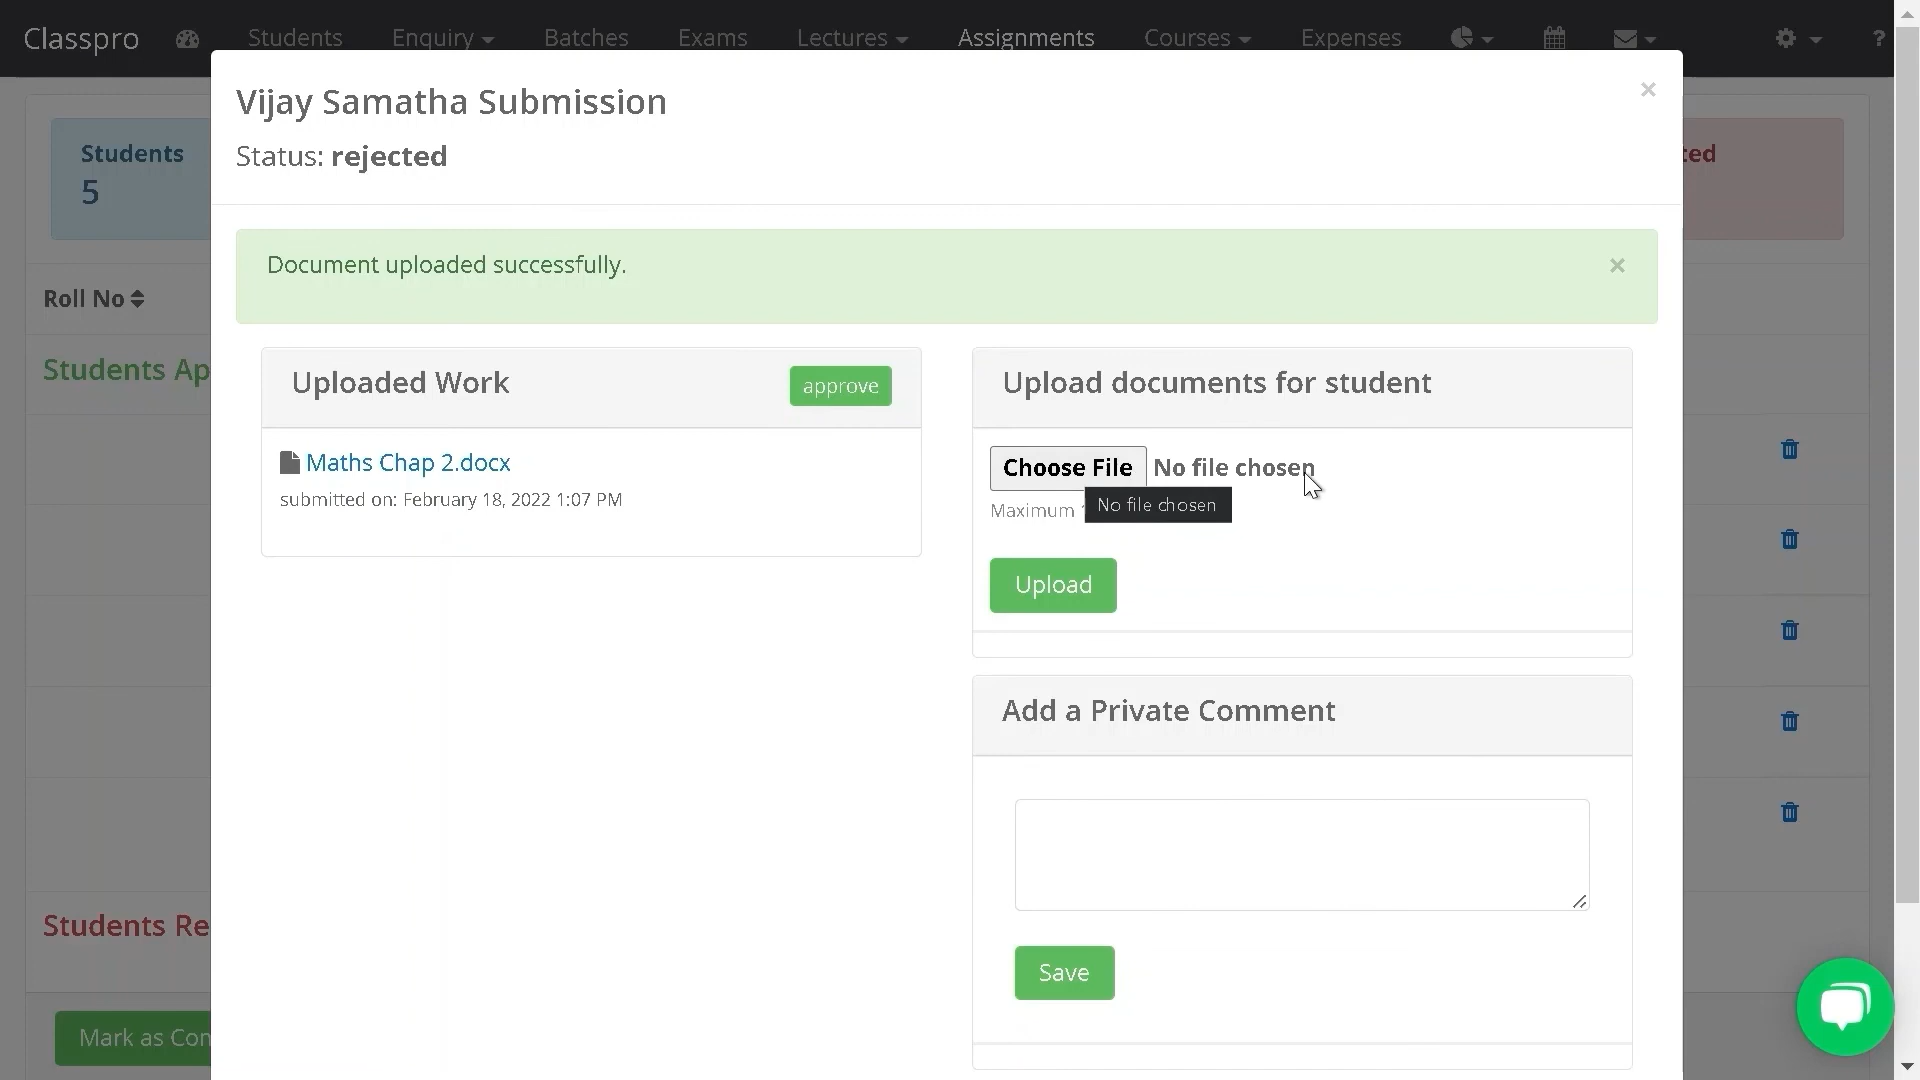 Classpro Students Enquiry Batches Exams Lectures Assignments Courses Expenses ?
Vijay Samatha Submission ×
Status: rejected
Students
5
ted
Document uploaded successfully. ×
Roll No
Students Ap
Uploaded Work approve
Maths Chap 2.docx
submitted on: February 18, 2022 1:07 PM
Upload documents for student
Choose File No file chosen
Maximum
No file chosen
Upload
Add a Private Comment
Save
Students Re
Mark as Com